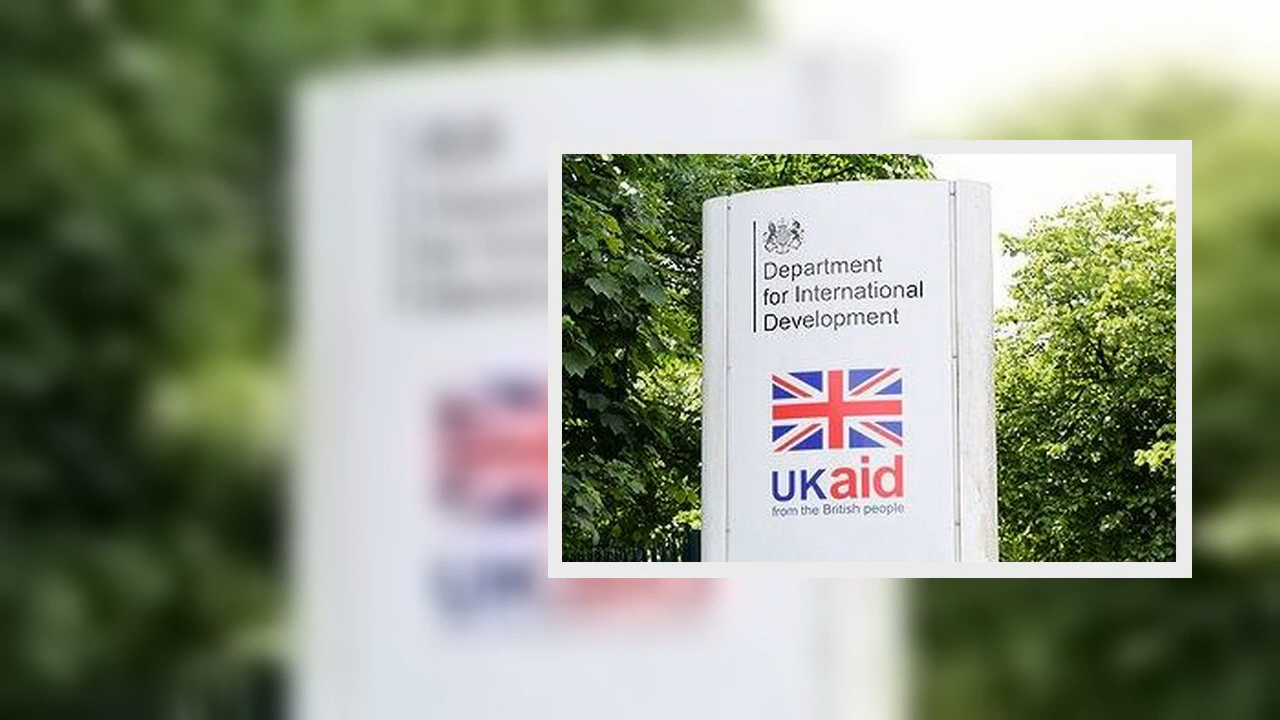 Department
for International
Development
UKaid
from the British people